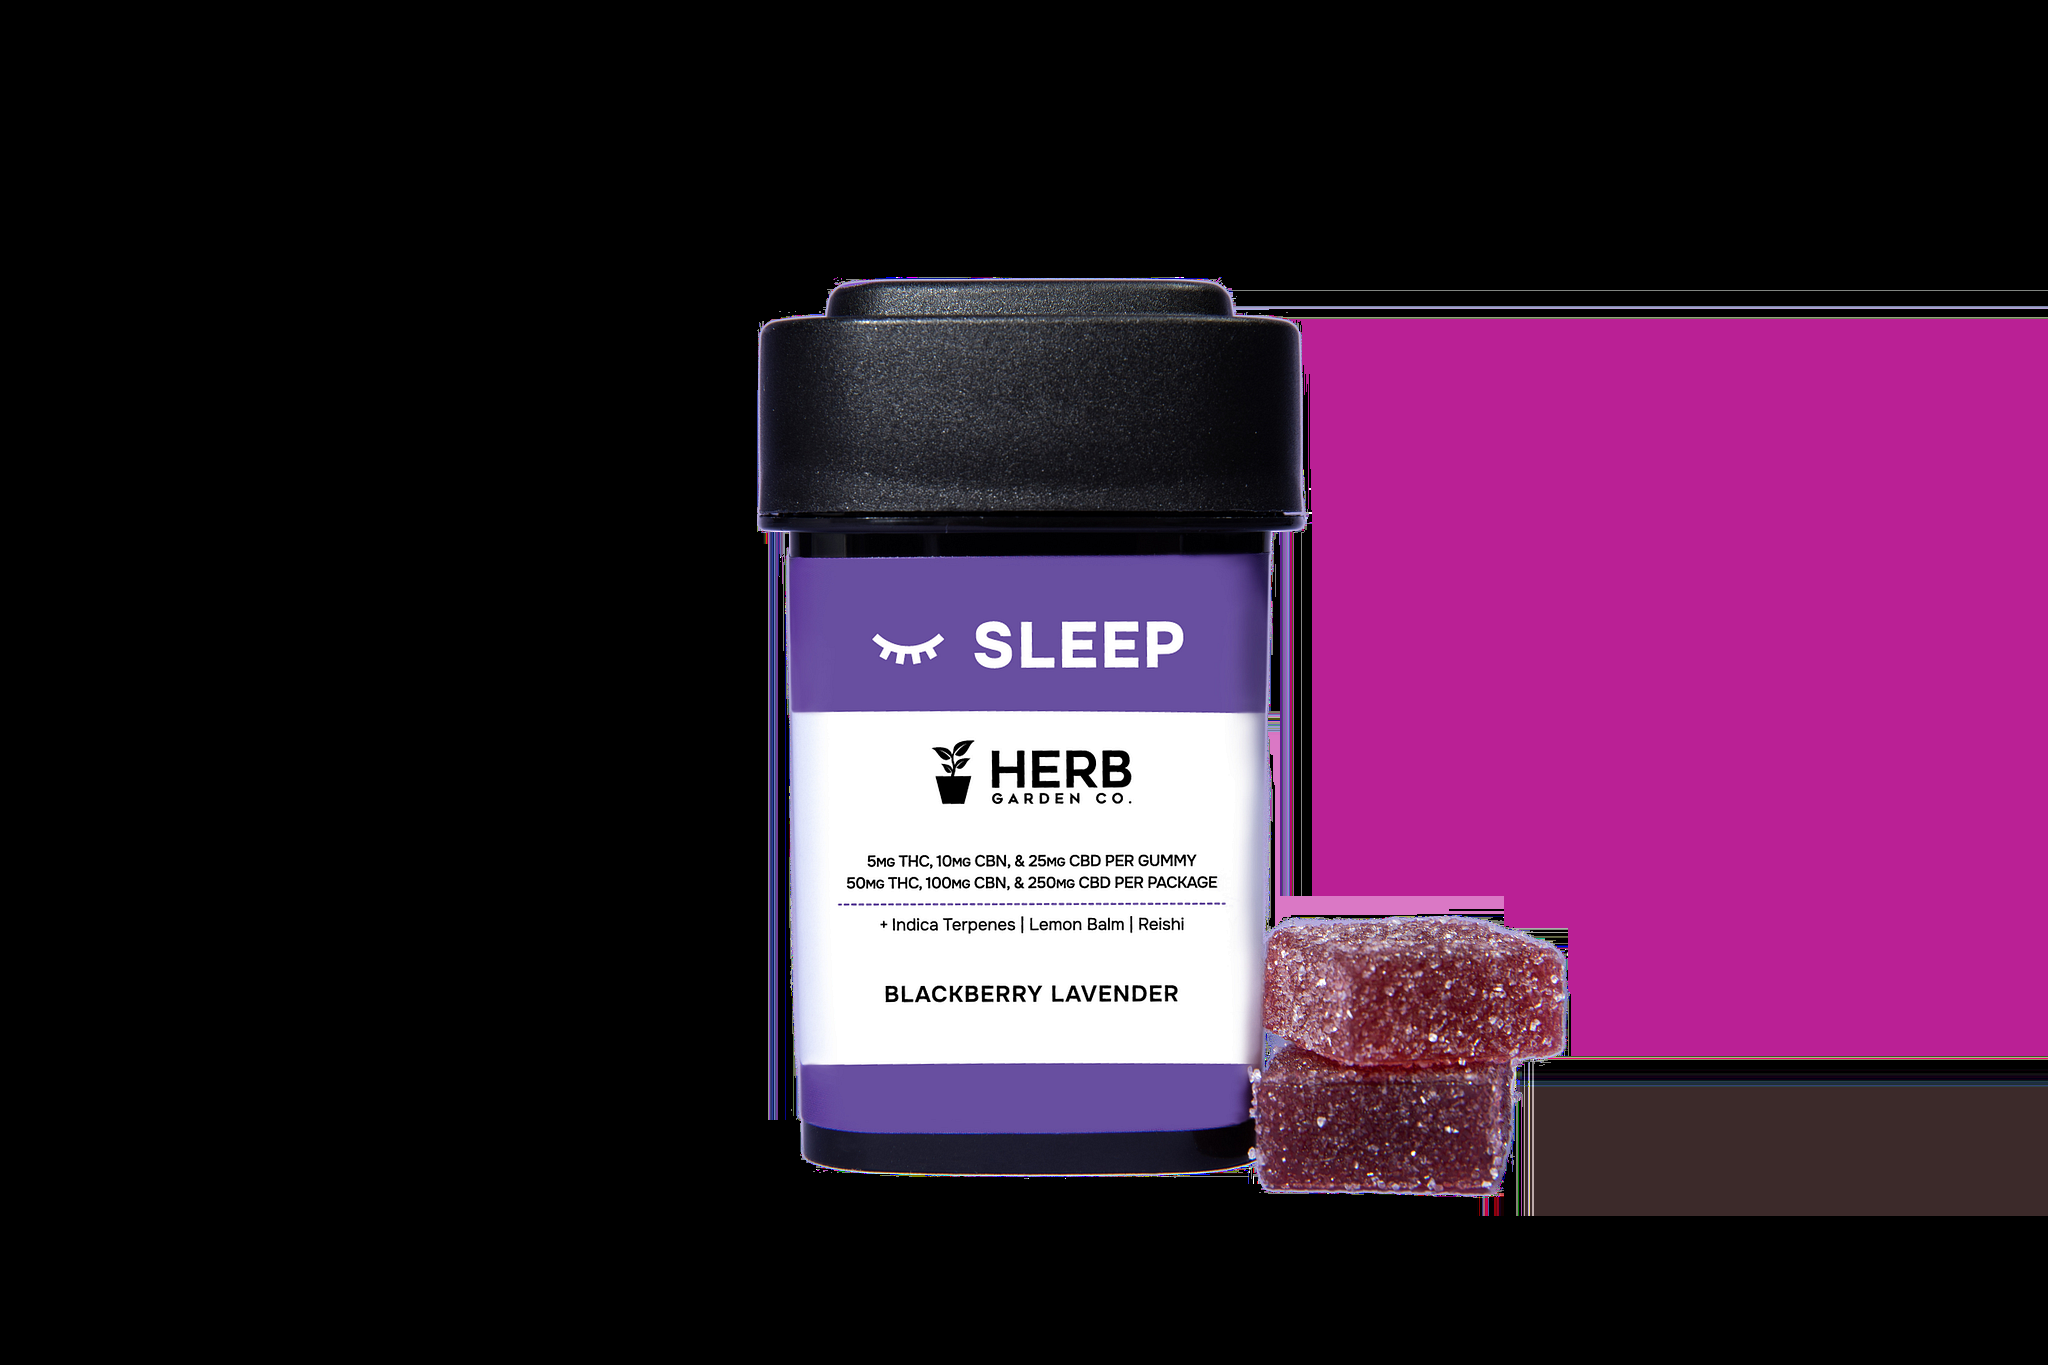 SLEEP
HERB
GARDEN CO.
5MG THC, 10MG CBN, & 25MG CBD PER GUMMY
50MG THC, 100MG CBN, & 250MG CBD PER PACKAGE
+ Indica Terpenes | Lemon Balm | Reishi
BLACKBERRY LAVENDER